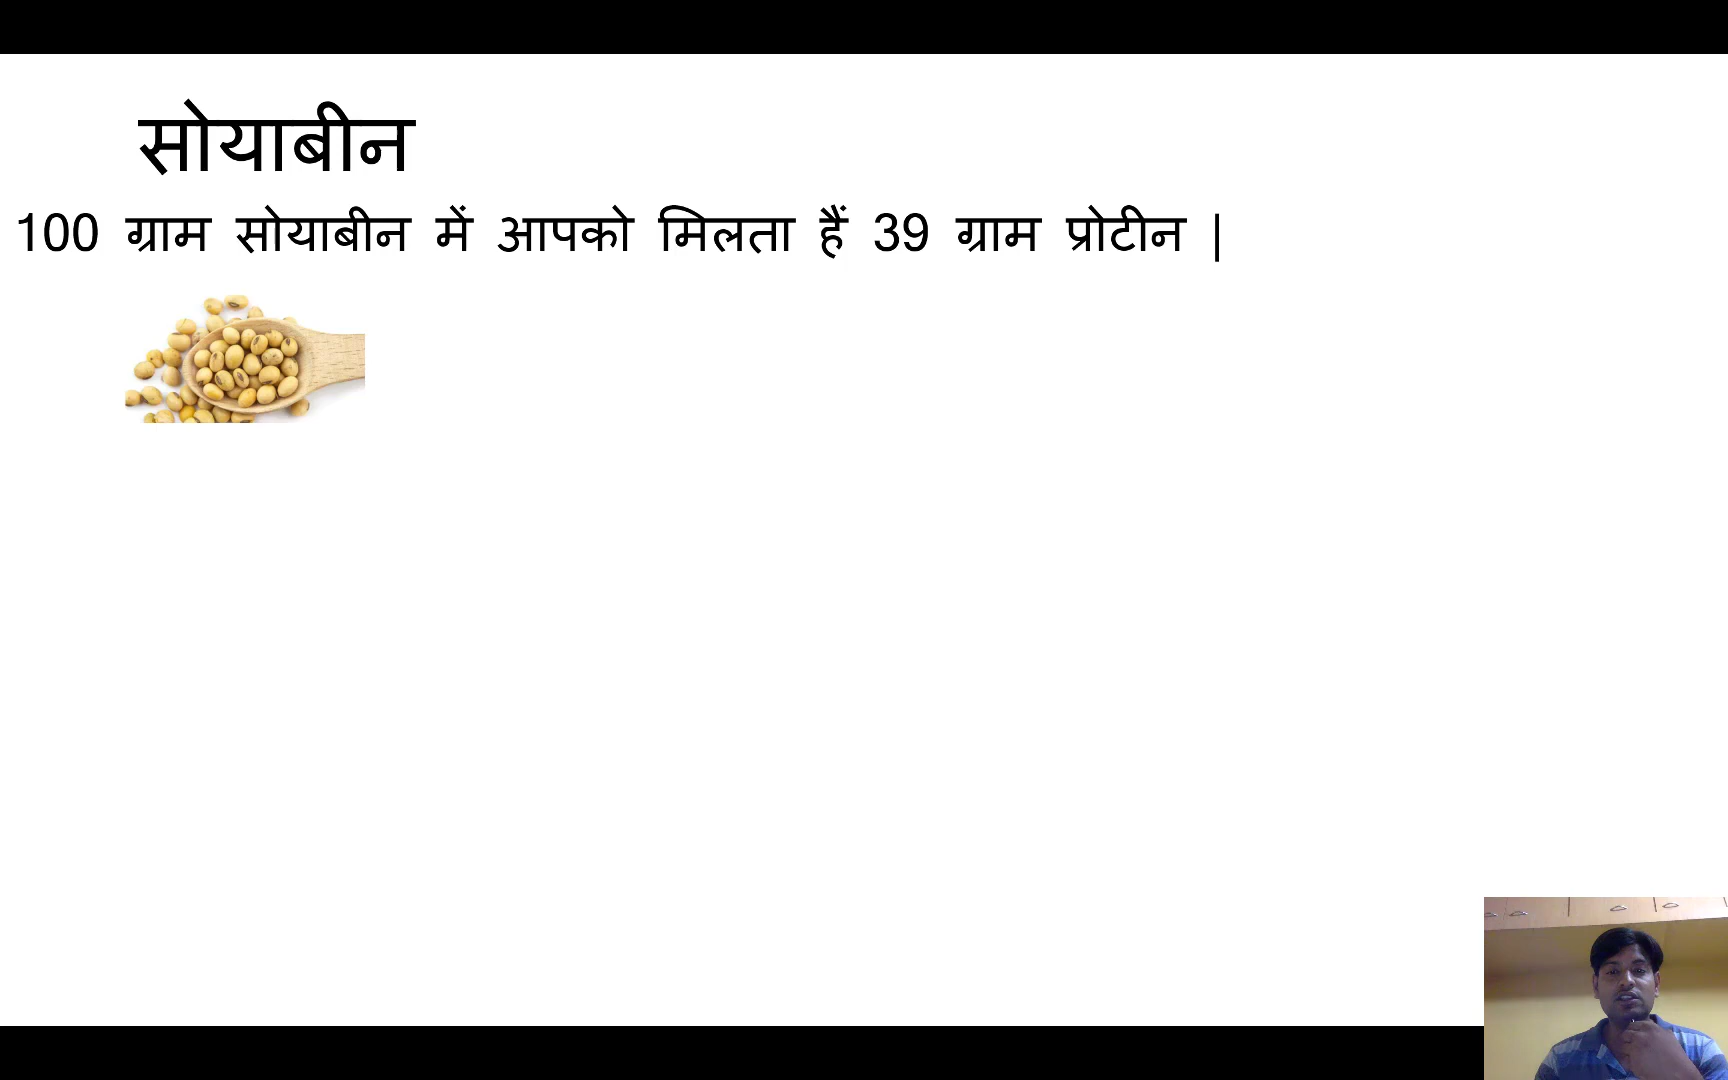 सोयाबीन
100 ग्राम सोयाबीन में आपको मिलता हैं 39 ग्राम प्रोटीन |